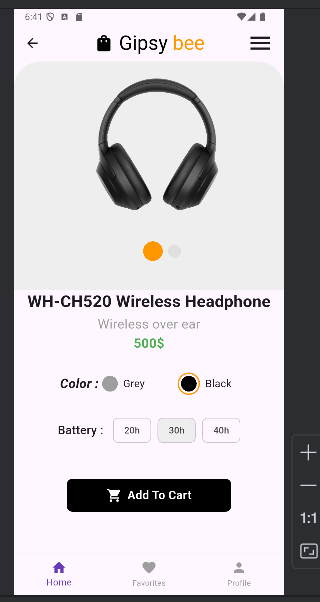 6:41
Gipsy bee
WH-CH520 Wireless Headphone
Wireless over ear
500$
Color : Grey Black
Battery : 20h 30h 40h
Add To Cart
Home Favorites Profile
1:1